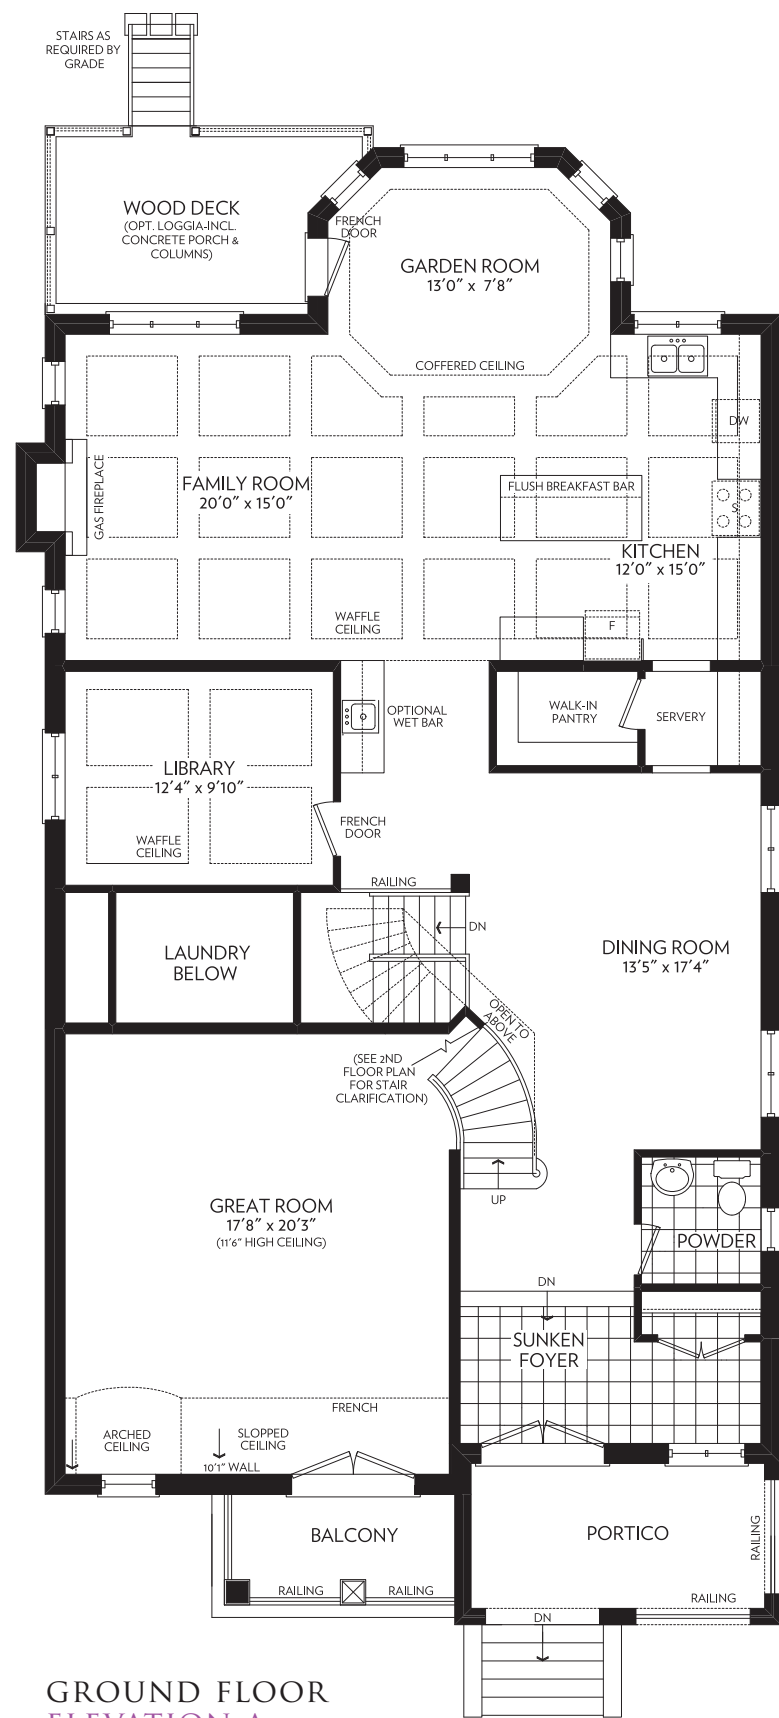 STAIRS AS
REQUIRED BY
GRADE
WOOD DECK
(OPT. LOGGIA-INCL.
CONCRETE PORCH &
COLUMNS)
FRENCH
DOOR
GARDEN ROOM
13'0" x 7'8"
COFFERED CEILING
DW
GAS FIREPLACE
FAMILY ROOM
20'0" x 15'0"
FLUSH BREAKFAST BAR
S
KITCHEN
12'0" x 15'0"
WAFFLE
CEILING
F
OPTIONAL
WET BAR
WALK-IN
PANTRY
SERVERY
LIBRARY
12'4" x 9'10"
WAFFLE
CEILING
FRENCH
DOOR
RAILING
DN
LAUNDRY
BELOW
DINING ROOM
13'5" x 17'4"
OPEN TO
ABOVE
(SEE 2ND
FLOOR PLAN
FOR STAIR
CLARIFICATION)
UP
GREAT ROOM
17'8" x 20'3"
(11'6" HIGH CEILING)
POWDER
DN
SUNKEN
FOYER
FRENCH
ARCHED
CEILING
SLOPPED
CEILING
10'1" WALL
BALCONY
PORTICO
RAILING
RAILING
RAILING
RAILING
DN
GROUND FLOOR
ELEVATION A